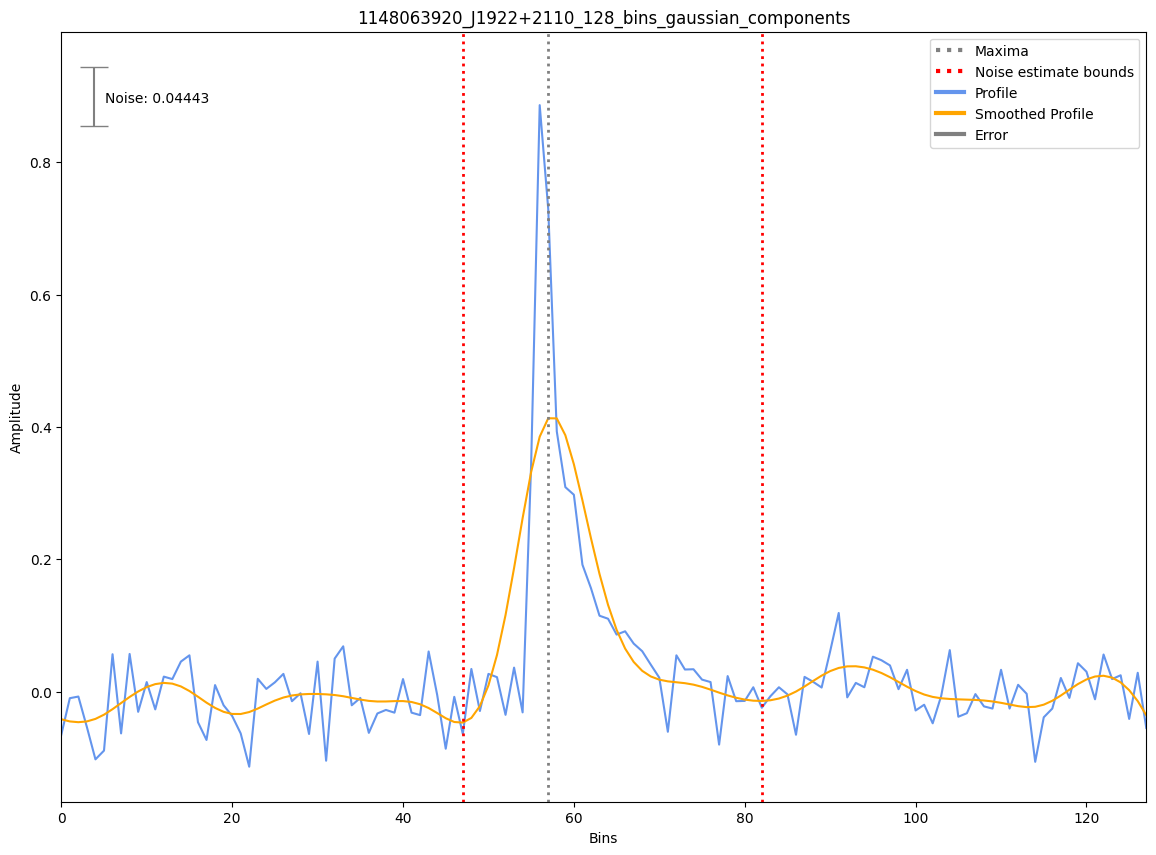 1148063920_J1922+2110_128_bins_gaussian_components
Noise: 0.04443
Maxima
Noise estimate bounds
Profile
Smoothed Profile
Error
Amplitude
0.8
0.6
0.4
0.2
0.0
0
20
40
60
80
100
120
Bins